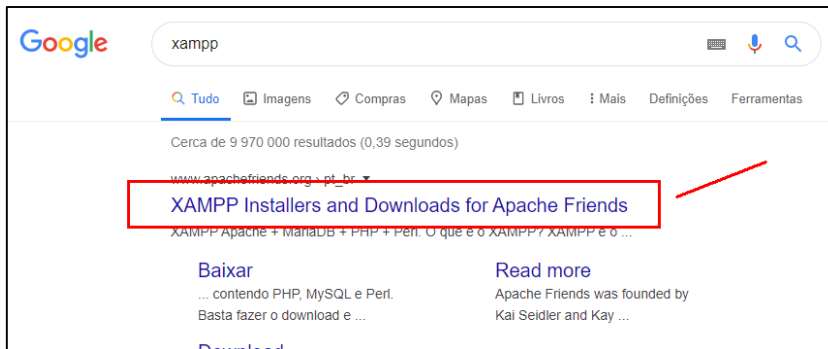 Google
xampp
Tudo Imagens Compras Mapas Livros Mais Definições Ferramentas
Cerca de 9 970 000 resultados (0,39 segundos)
www.apachefriends.org › pt_br
XAMPP Installers and Downloads for Apache Friends
XAMPP Apache + MariaDB + PHP + Perl. O que é o XAMPP? XAMPP é o ...
Baixar Read more
... contendo PHP, MySQL e Perl. Apache Friends was founded by
Basta fazer o download e ... Kai Seidler and Kay ...
Download